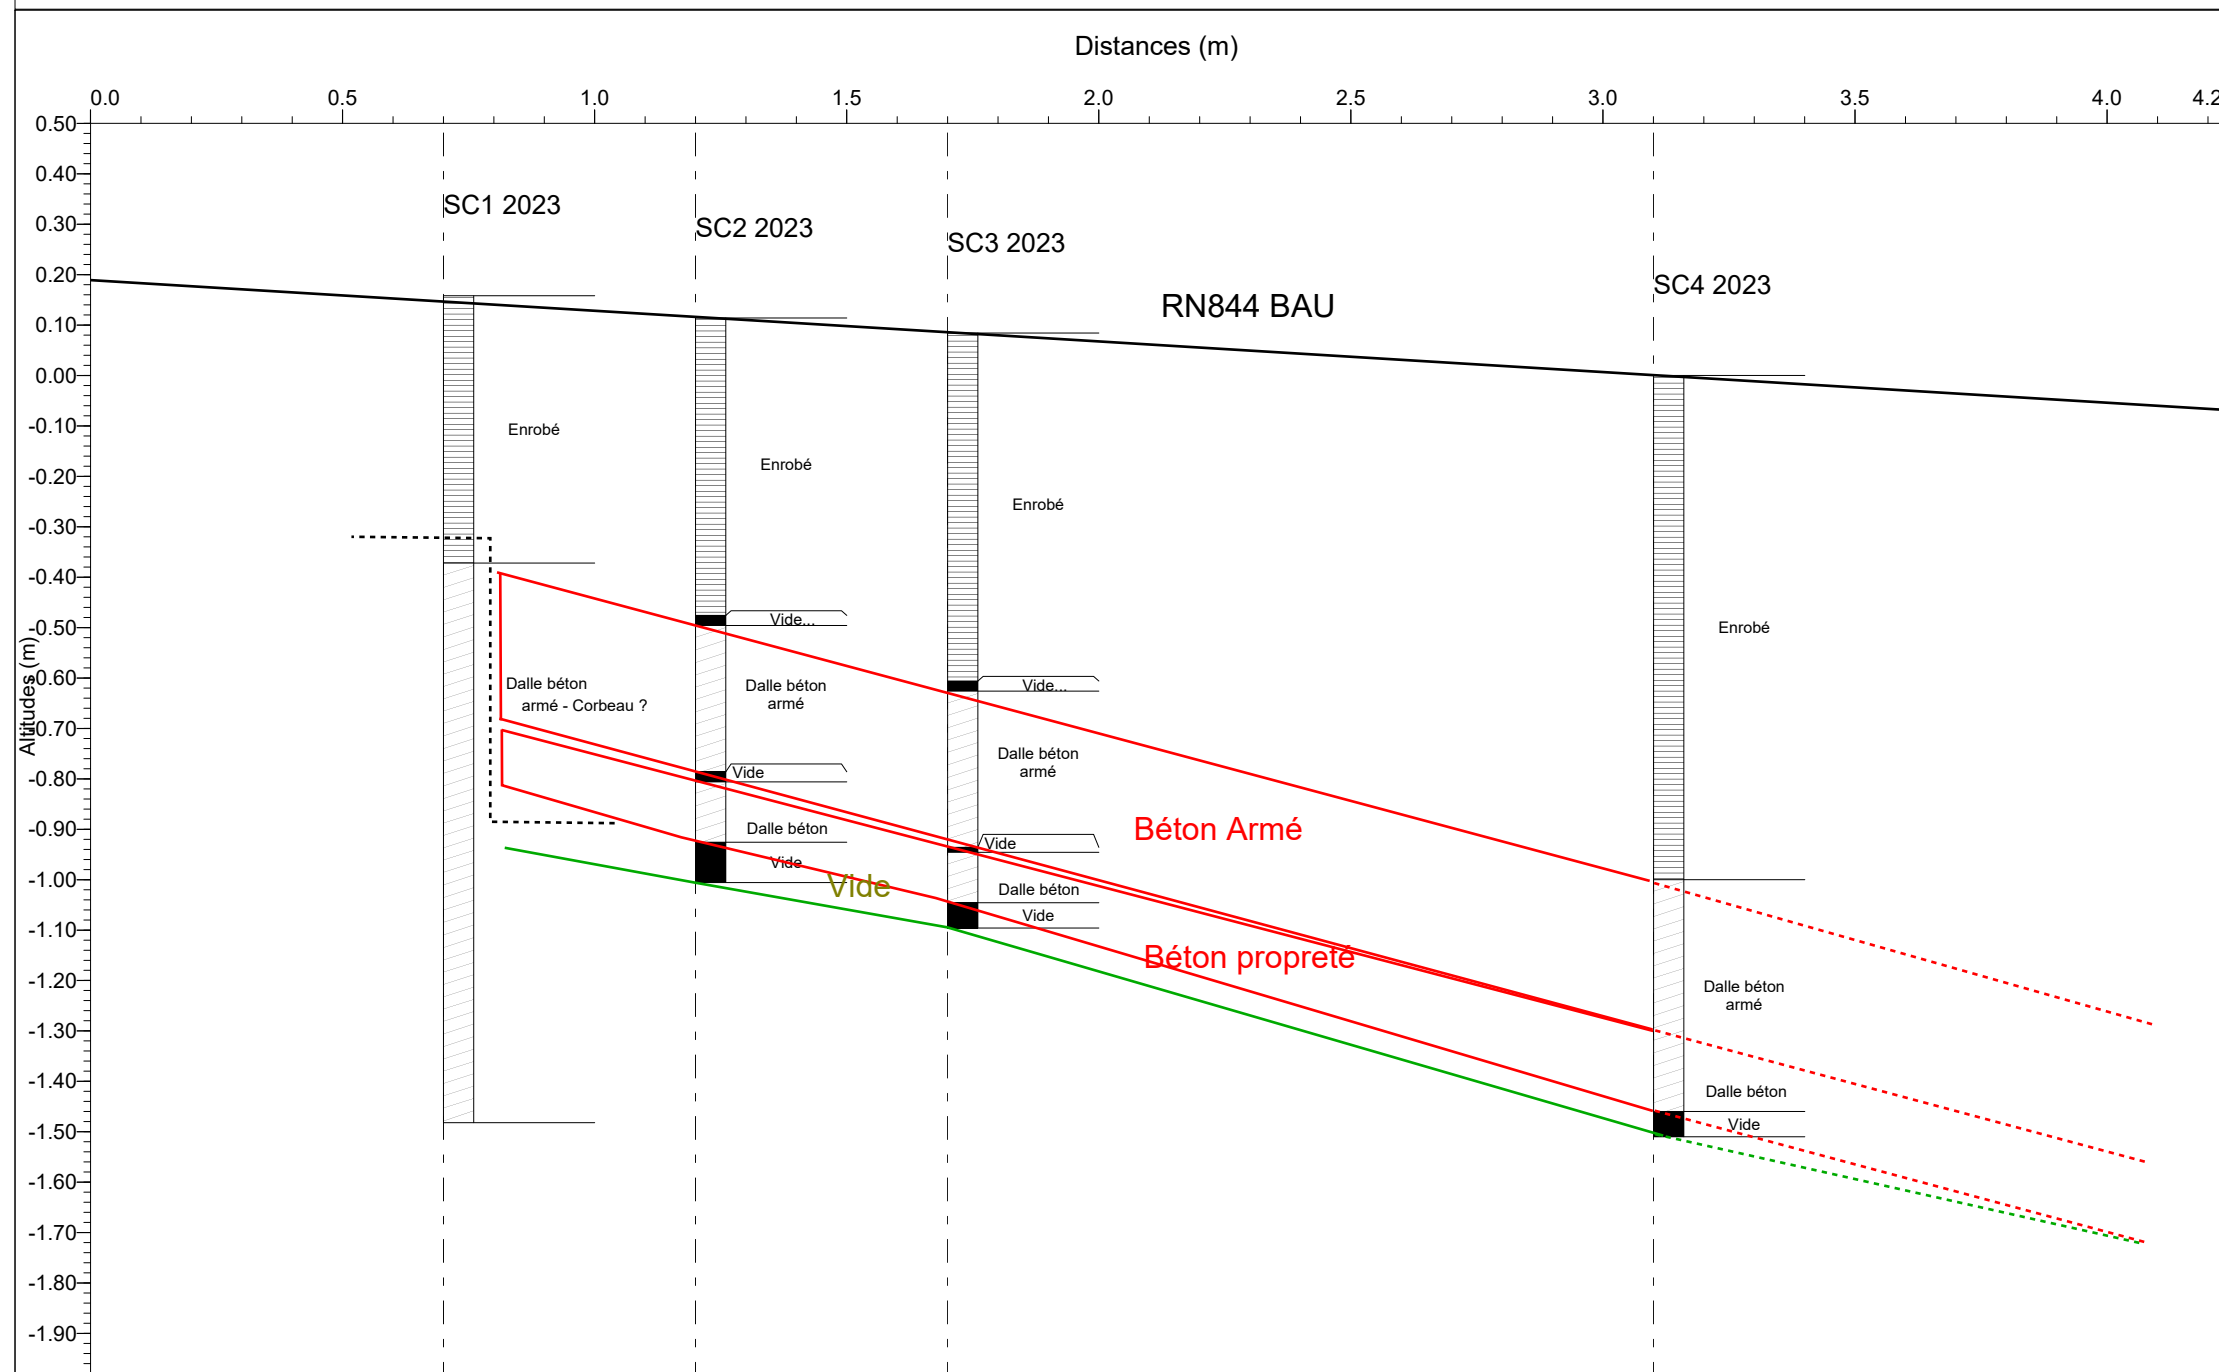 Distances (m)
0.0 0.5 1.0 1.5 2.0 2.5 3.0 3.5 4.0
0.50
0.40
0.30
0.20
0.10
0.00
-0.10
-0.20
-0.30
-0.40
-0.50
-0.60
-0.70
-0.80
-0.90
-1.00
-1.10
-1.20
-1.30
-1.40
-1.50
-1.60
-1.70
-1.80
-1.90
Altitudes (m)
SC1 2023
SC2 2023
SC3 2023
SC4 2023
RN844 BAU
Enrobé
Dalle béton
armé - Corbeau ?
Enrobé
Vide...
Dalle béton
armé
Vide
Dalle béton
Vide
Vide
Enrobé
Vide...
Dalle béton
armé
Vide
Dalle béton
Vide
Béton Armé
Béton propreté
Enrobé
Dalle béton
armé
Dalle béton
Vide